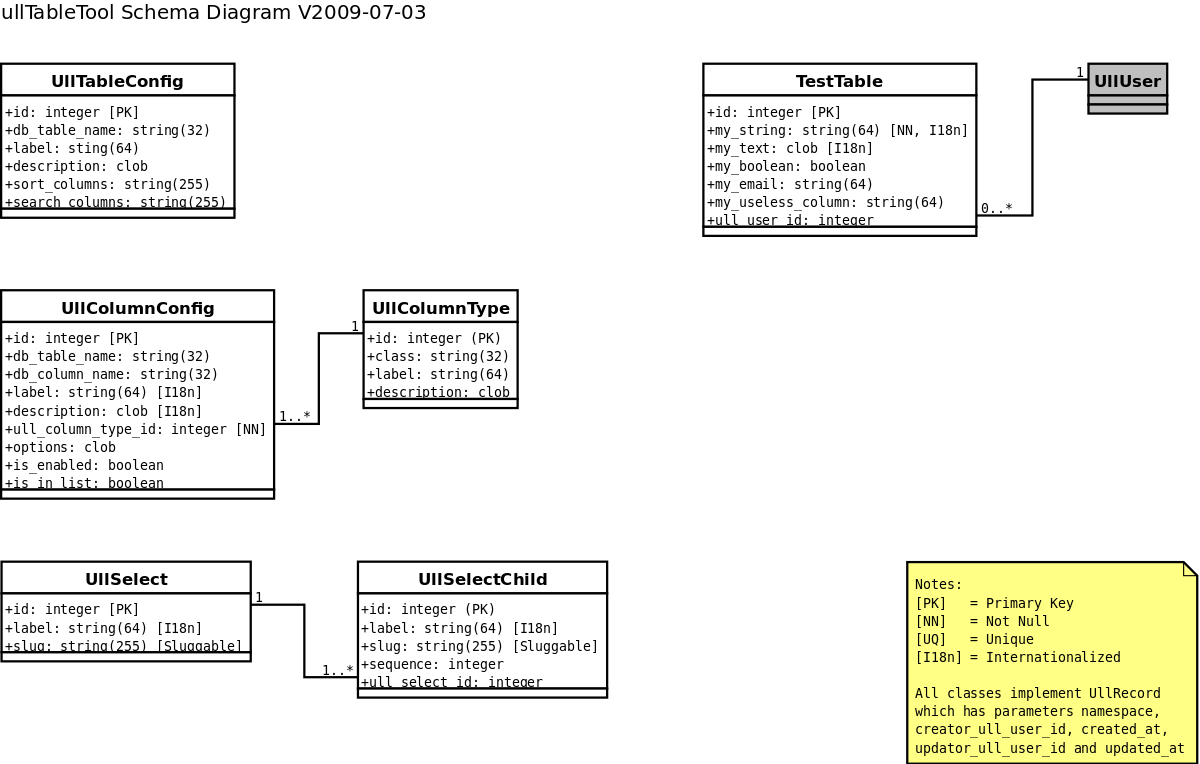 ullTableTool Schema Diagram V2009-07-03
UllTableConfig
+id: integer [PK]
+db_table_name: string(32)
+label: sting(64)
+description: clob
+sort_columns: string(255)
+search_columns: string(255)
TestTable
+id: integer [PK]
+my_string: string(64) [NN, I18n]
+my_text: clob [I18n]
+my_boolean: boolean
+my_email: string(64)
+my_useless_column: string(64)
+ull_user_id: integer
0..*
1
UllUser
UllColumnConfig
+id: integer [PK]
+db_table_name: string(32)
+db_column_name: string(32)
+label: string(64) [I18n]
+description: clob [I18n]
+ull_column_type_id: integer [NN]
+options: clob
+is_enabled: boolean
+is_in_list: boolean
1..*
1
UllColumnType
+id: integer (PK)
+class: string(32)
+label: string(64)
+description: clob
UllSelect
+id: integer [PK]
+label: string(64) [I18n]
+slug: string(255) [Sluggable]
1
1..*
UllSelectChild
+id: integer (PK)
+label: string(64) [I18n]
+slug: string(255) [Sluggable]
+sequence: integer
+ull_select_id: integer
Notes:
[PK] = Primary Key
[NN] = Not Null
[UQ] = Unique
[I18n] = Internationalized
All classes implement UllRecord
which has parameters namespace,
creator_ull_user_id, created_at,
updator_ull_user_id and updated_at